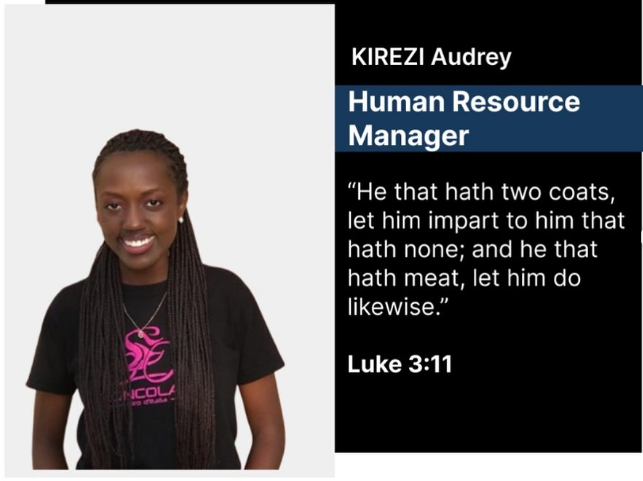 KIREZI Audrey
Human Resource
Manager
“He that hath two coats,
let him impart to him that
hath none; and he that
hath meat, let him do
likewise.”
Luke 3:11